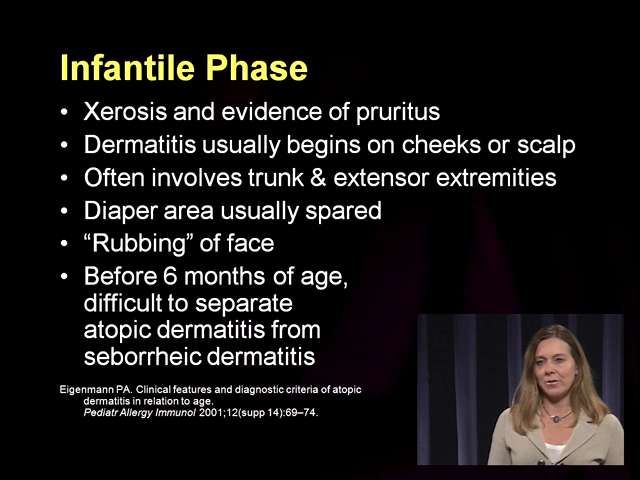 Infantile Phase
• Xerosis and evidence of pruritus
• Dermatitis usually begins on cheeks or scalp
• Often involves trunk & extensor extremities
• Diaper area usually spared
• “Rubbing” of face
• Before 6 months of age,
difficult to separate
atopic dermatitis from
seborrheic dermatitis
Eigenmann PA. Clinical features and diagnostic criteria of atopic
dermatitis in relation to age.
Pediatr Allergy Immunol 2001;12(supp 14):69–74.